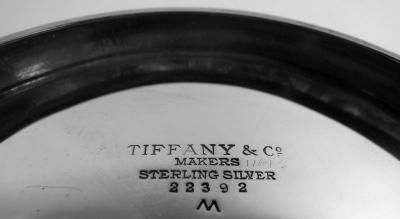 TIFFANY & Cº
MAKERS
STERLING SILVER
22392
M